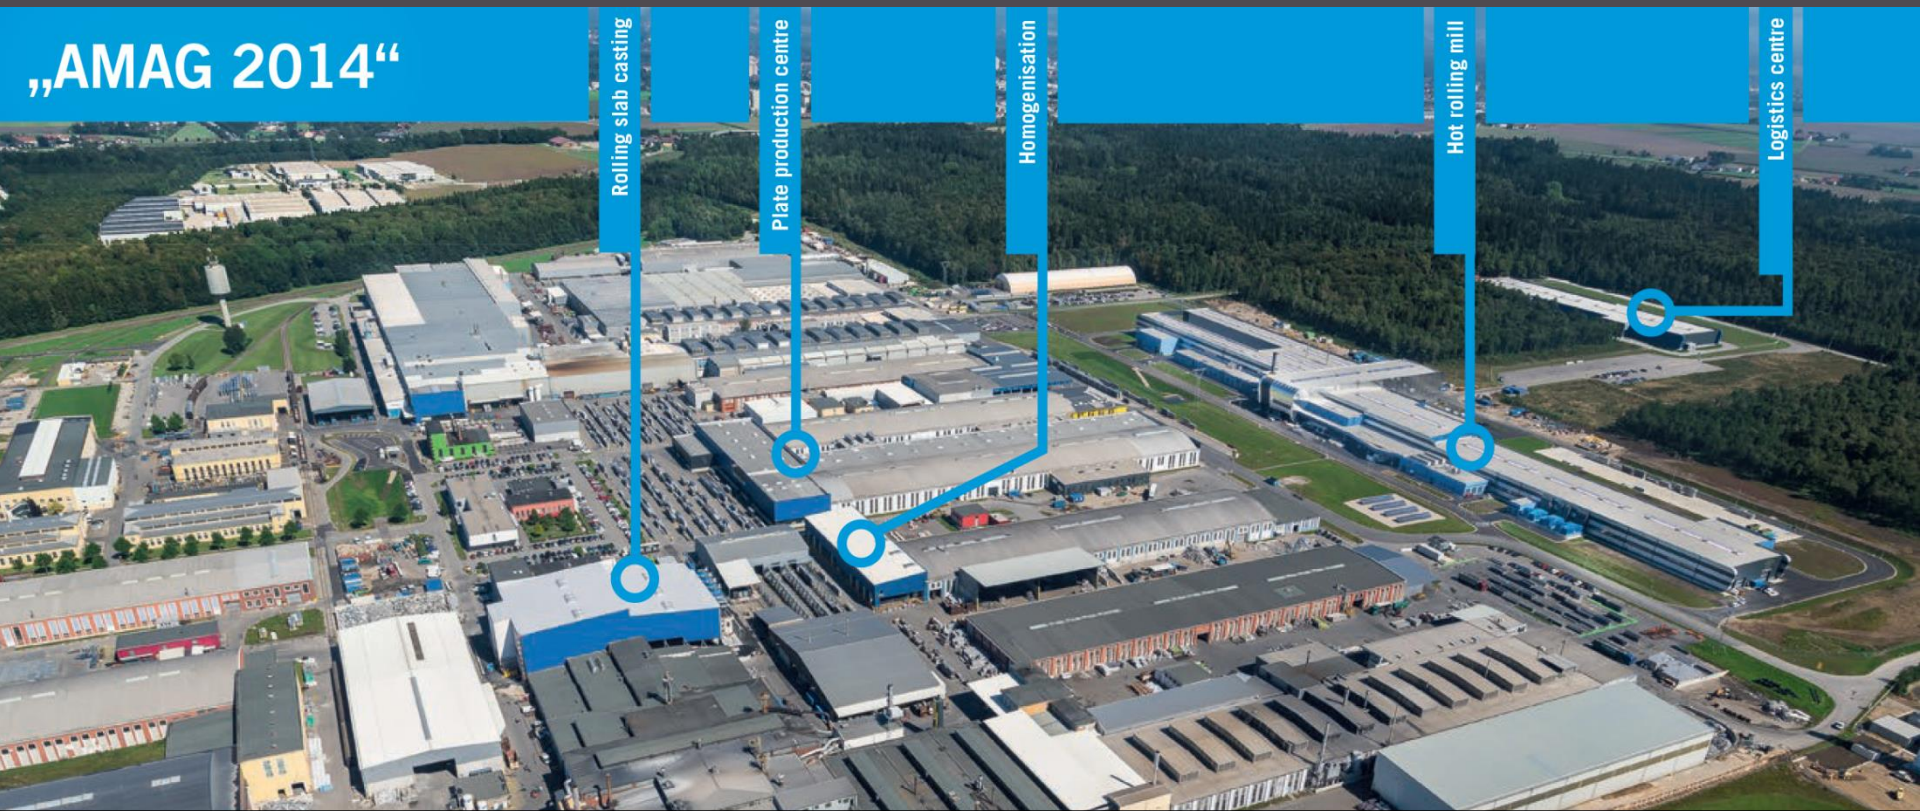 „AMAG 2014“
Rolling slab casting
Plate production centre
Homogenisation
Hot rolling mill
Logistics centre